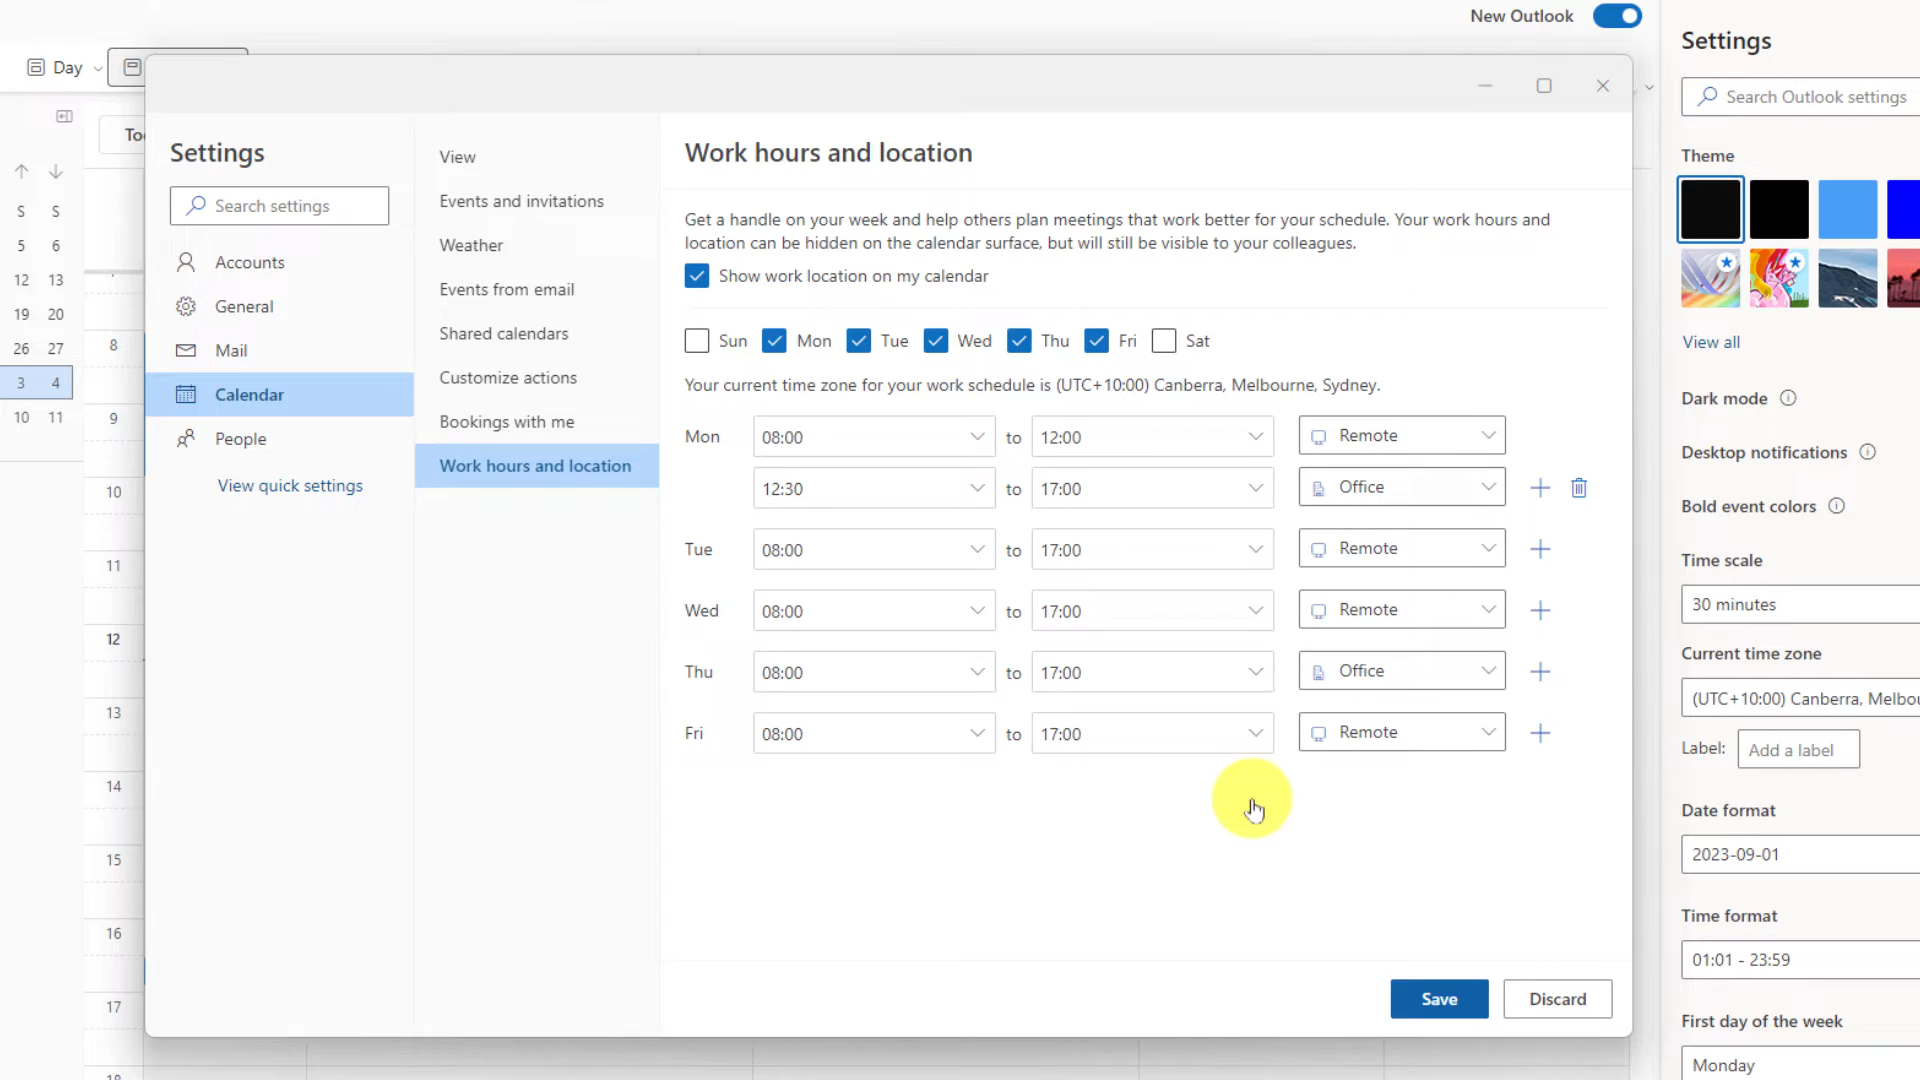 New Outlook
Day
To
S S
5 6
12 13
19 20
26 27
3 4
10 11
8
9
10
11
12
13
14
15
16
17
18
Settings
Search settings
Accounts
General
Mail
Calendar
People
View quick settings
View
Events and invitations
Weather
Events from email
Shared calendars
Customize actions
Bookings with me
Work hours and location
Work hours and location
Get a handle on your week and help others plan meetings that work better for your schedule. Your work hours and
location can be hidden on the calendar surface, but will still be visible to your colleagues.
Show work location on my calendar
Sun Mon Tue Wed Thu Fri Sat
Your current time zone for your work schedule is (UTC+10:00) Canberra, Melbourne, Sydney.
Mon 08:00 to 12:00 Remote
12:30 to 17:00 Office
Tue 08:00 to 17:00 Remote
Wed 08:00 to 17:00 Remote
Thu 08:00 to 17:00 Office
Fri 08:00 to 17:00 Remote
Save Discard
Settings
Search Outlook settings
Theme
View all
Dark mode
Desktop notifications
Bold event colors
Time scale
30 minutes
Current time zone
(UTC+10:00) Canberra, Melbou
Label: Add a label
Date format
2023-09-01
Time format
01:01 - 23:59
First day of the week
Monday